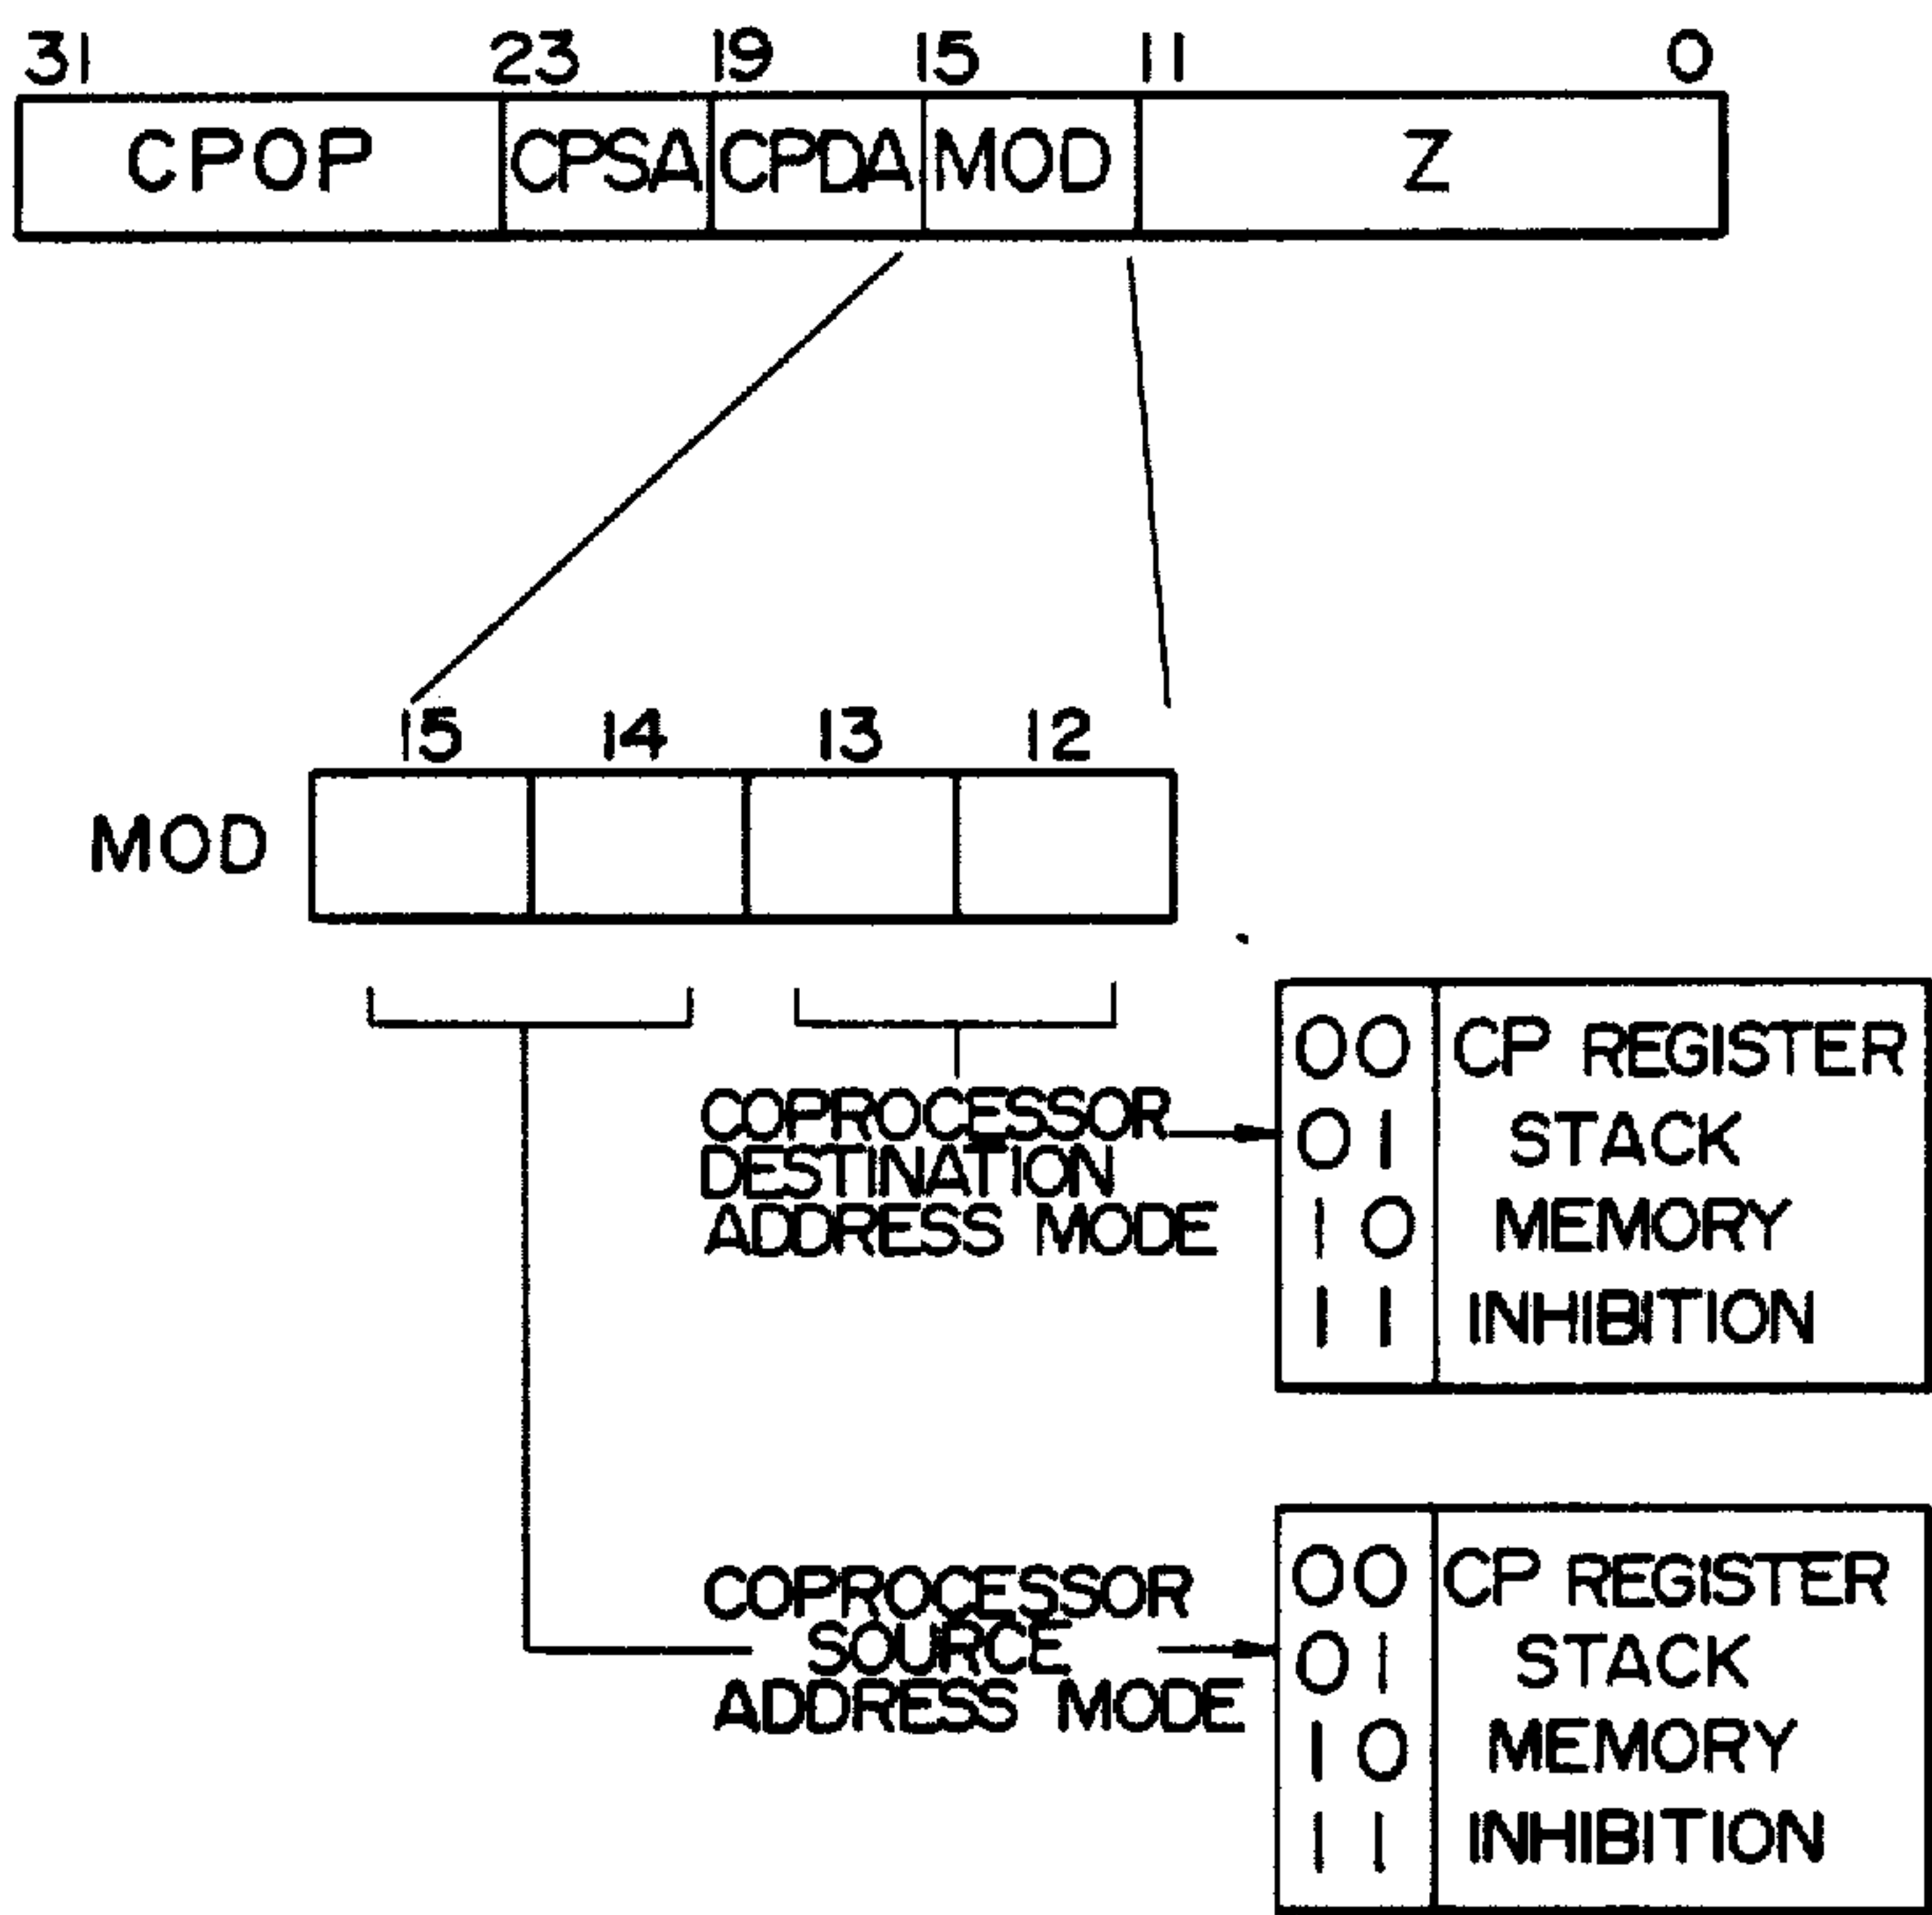 31 23 19 15 11 0
CPOP CPSA CPDA MOD Z
15 14 13 12
MOD
COPROCESSOR
DESTINATION
ADDRESS MODE
00 CP REGISTER
01 STACK
10 MEMORY
11 INHIBITION
COPROCESSOR
SOURCE
ADDRESS MODE
00 CP REGISTER
01 STACK
10 MEMORY
11 INHIBITION